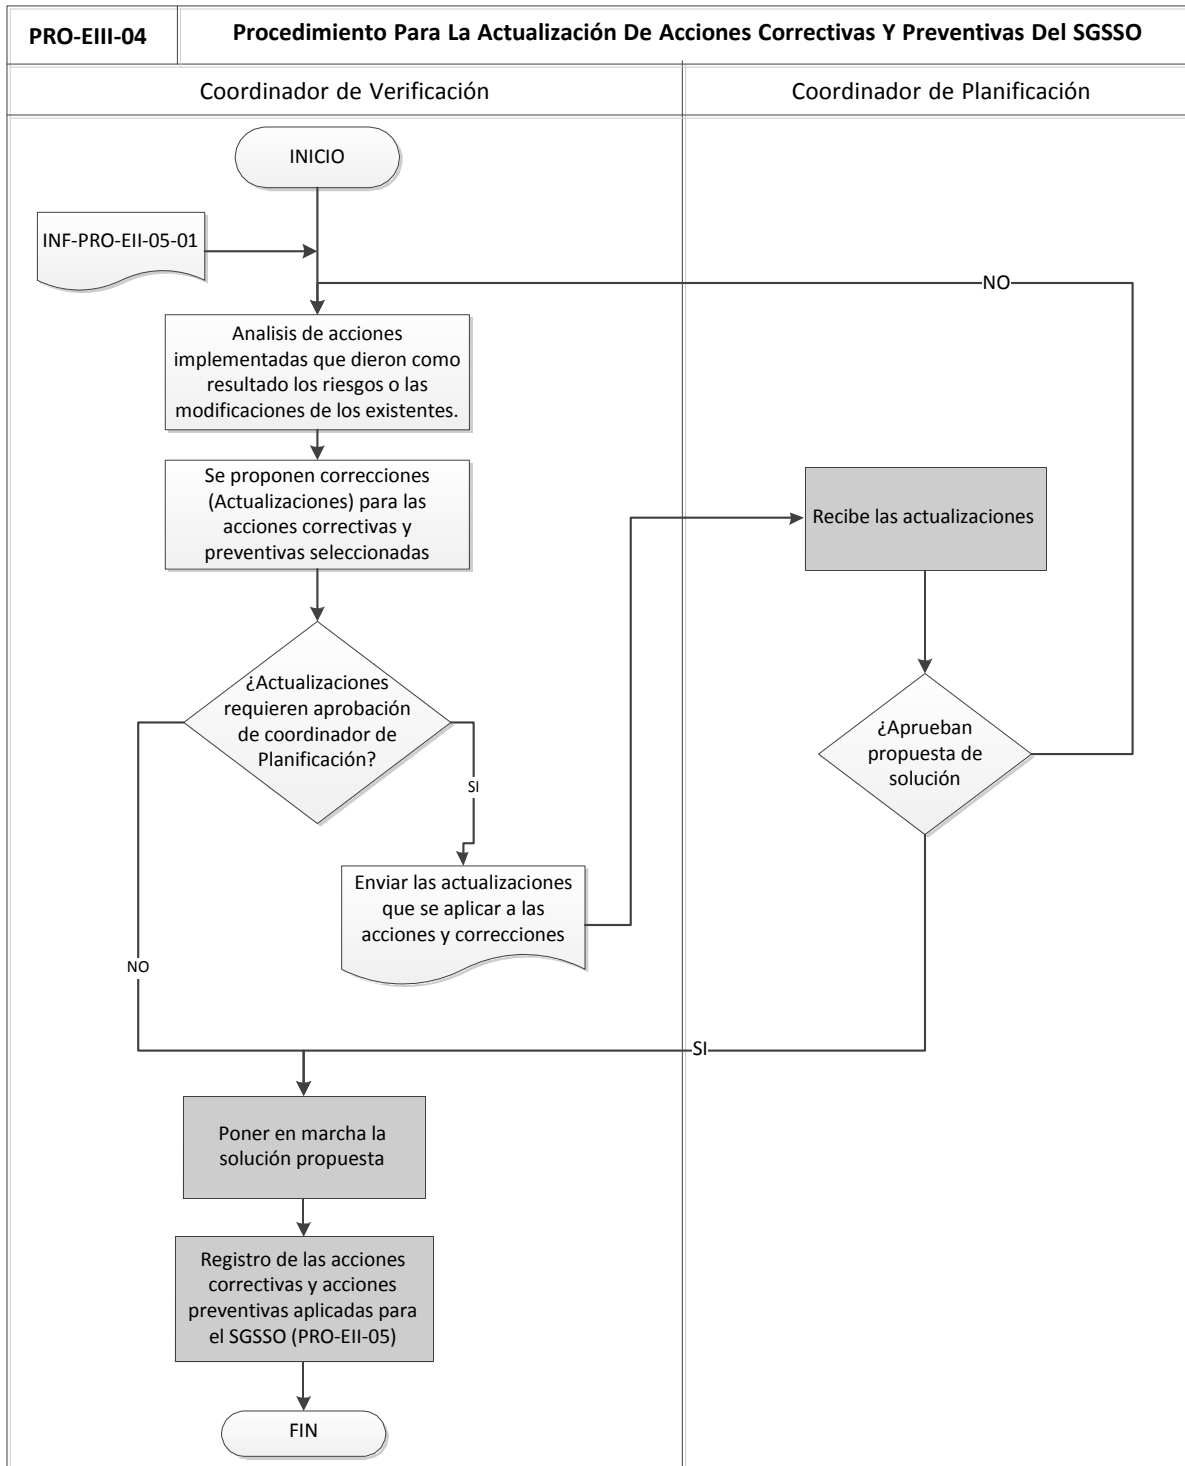 PRO-EIII-04
Procedimiento Para La Actualización De Acciones Correctivas Y Preventivas Del SGSSO
Coordinador de Verificación
Coordinador de Planificación
INICIO
INF-PRO-EII-05-01
NO
Analisis de acciones
implementadas que dieron como
resultado los riesgos o las
modificaciones de los existentes.
Se proponen correcciones
(Actualizaciones) para las
acciones correctivas y
preventivas seleccionadas
Recibe las actualizaciones
¿Actualizaciones
requieren aprobación
de coordinador de
Planificación?
¿Aprueban
propuesta de
solución
SI
Enviar las actualizaciones
que se aplicar a las
acciones y correcciones
NO
SI
Poner en marcha la
solución propuesta
Registro de las acciones
correctivas y acciones
preventivas aplicadas para
el SGSSO (PRO-EII-05)
FIN